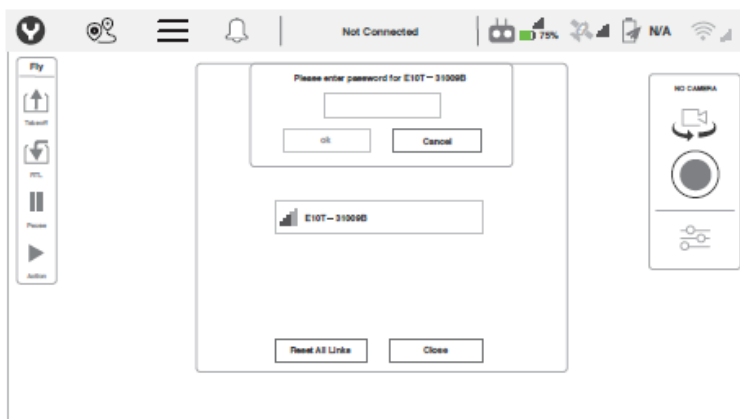 Not Connected
75%
N/A
Fly
Takeoff
RTL
Pause
Action
Please enter password for E10T-31009B
ok
Cancel
E10T-31009B
Reset All Links
Close
NO CAMERA